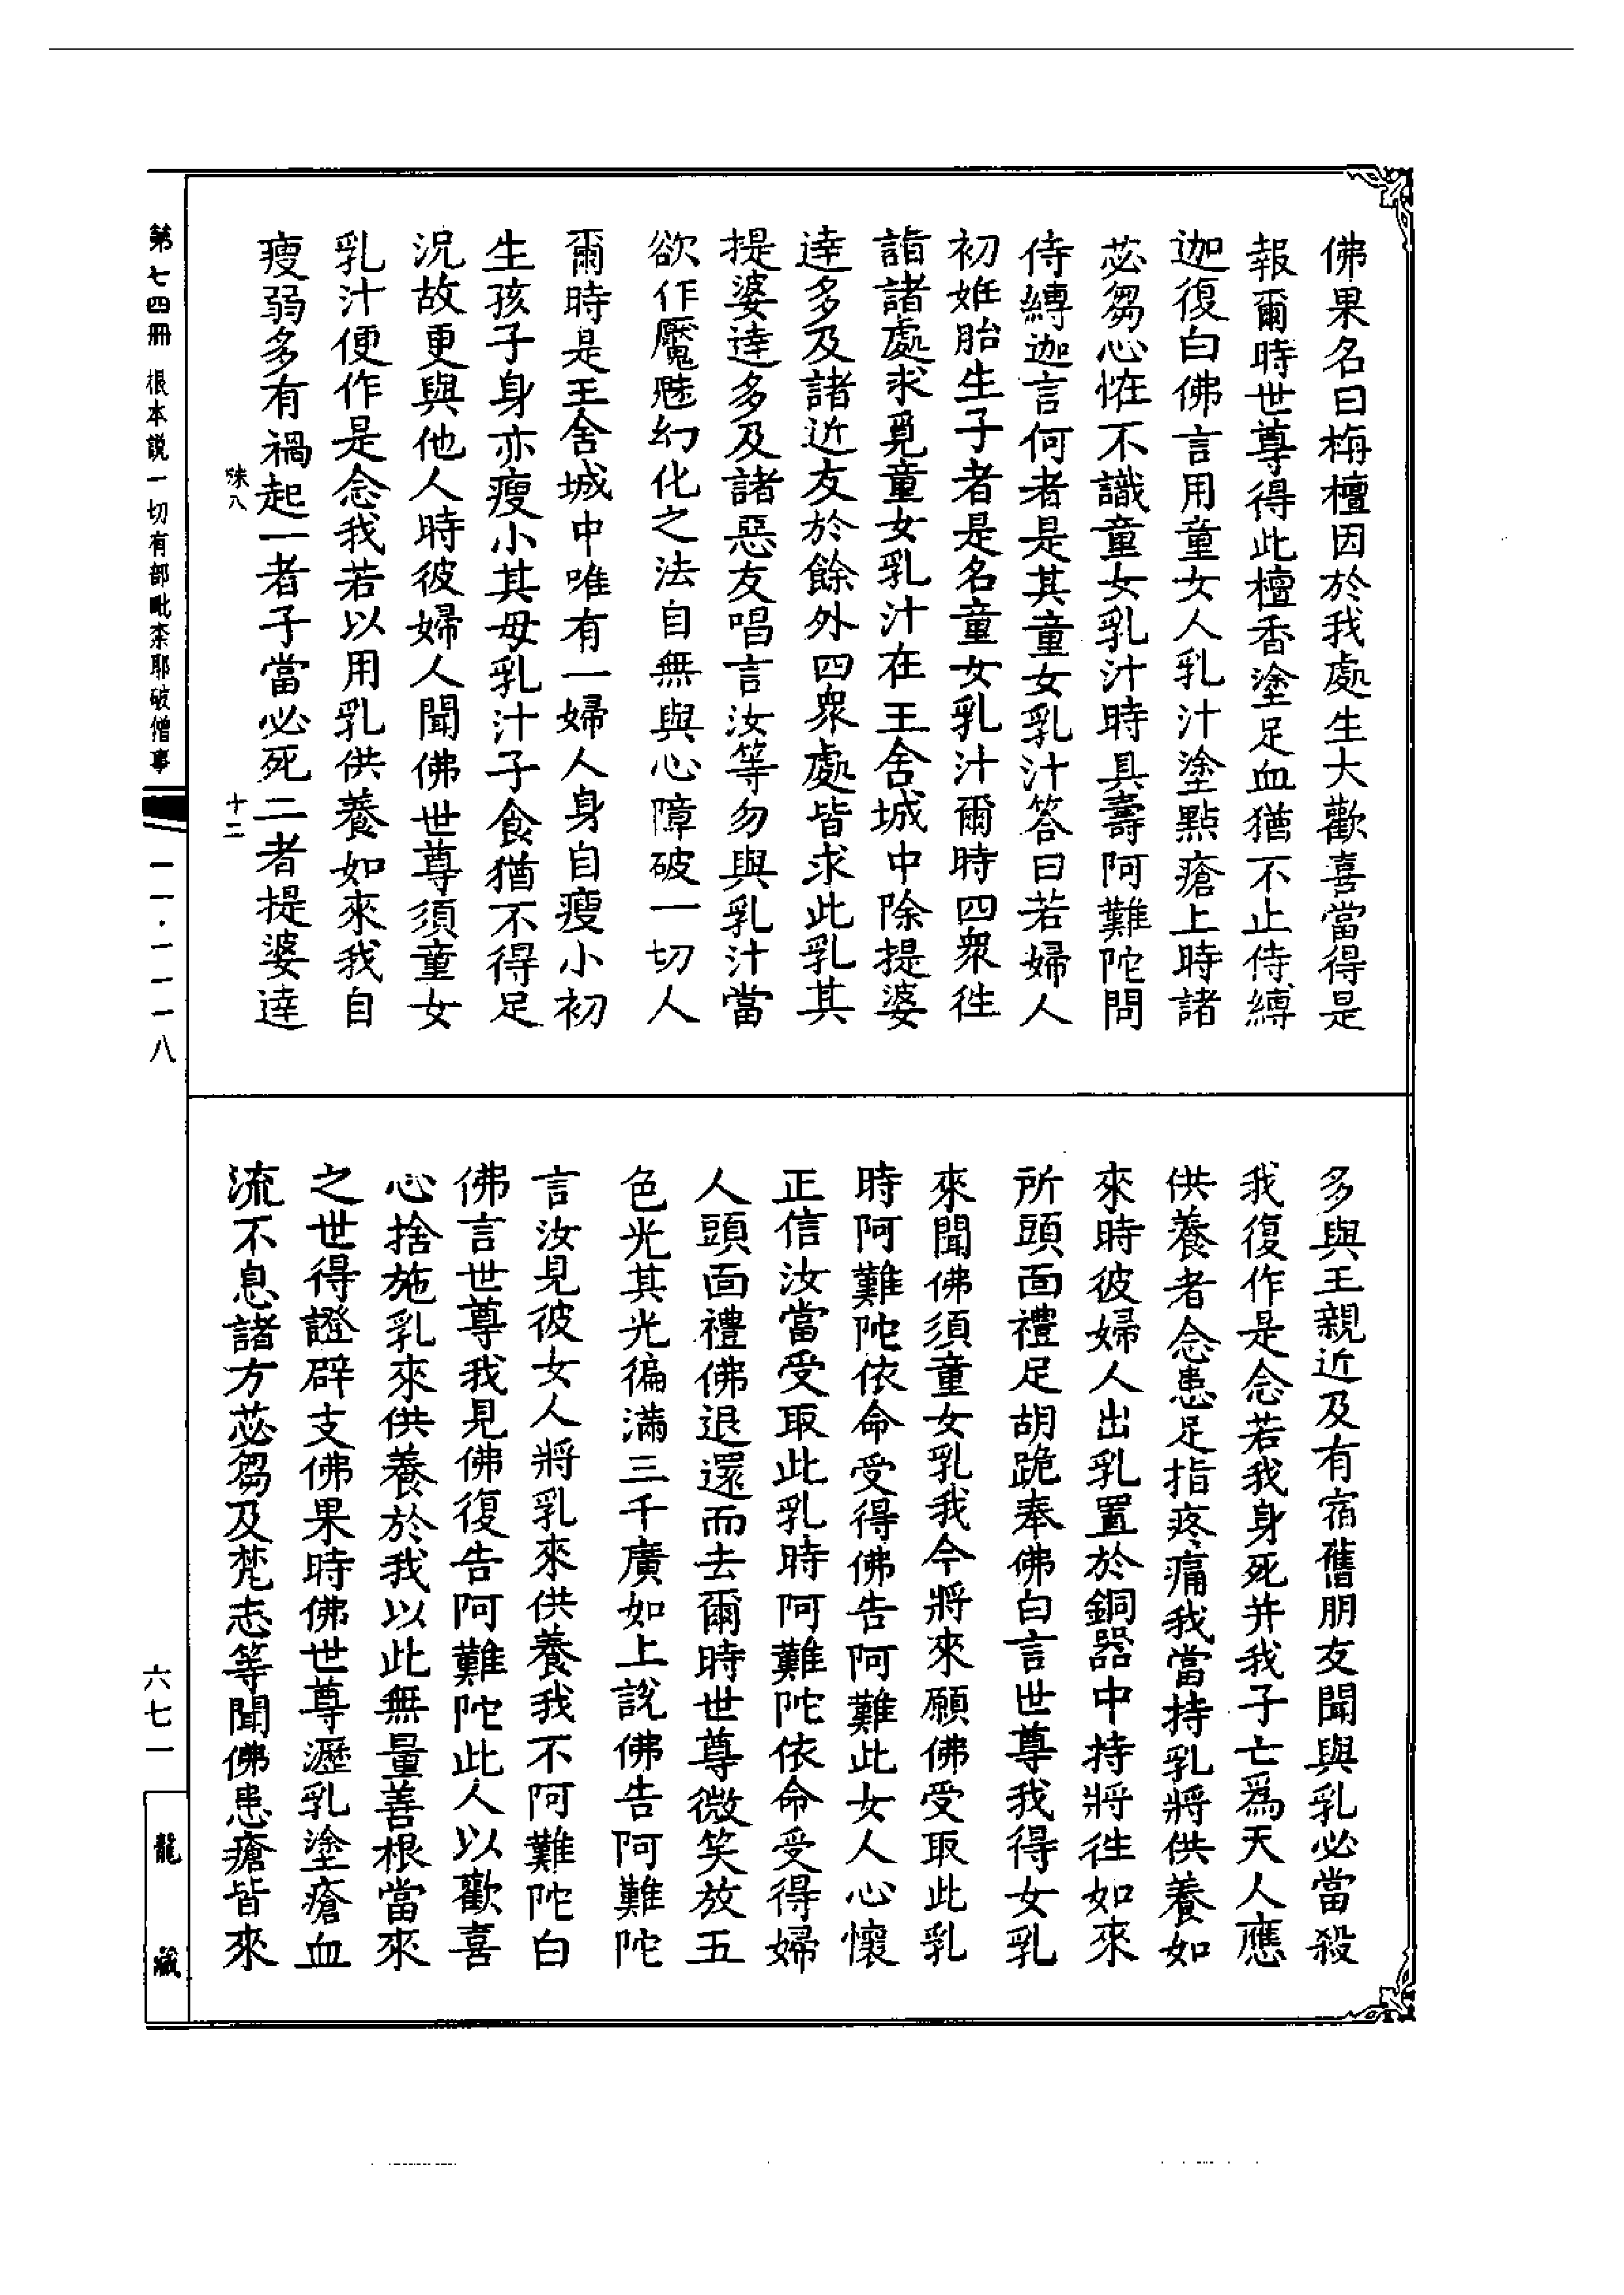 佛果名曰栴檀因於我處生大歡喜當得是
報爾時世尊得此檀香塗足血猶不止侍縛
迦復白佛言用童女人乳汁塗點瘡上時諸
苾芻心恠不識童女乳汁時具壽阿難陀問
侍縛迦言何者是其童女乳汁答曰若婦人
初姙胎生子者是名童女乳汁爾時四衆徃
詣諸處求覓童女乳汁在王舍城中除提婆
達多及諸近友於餘外四衆處皆求此乳其
提婆達多及諸惡友唱言汝等勿與乳汁當
欲作魘魅幻化之法自無與心障破一切人
爾時是王舍城中唯有一婦人身自瘦小初
生孩子身亦瘦小其母乳汁子食猶不得足
況故更與他人時彼婦人聞佛世尊須童女
乳汁便作是念我若以用乳供養如來我自
瘦弱多有禍起一者子當必死二者提婆達
多與王親近及有宿舊朋友聞與乳必當殺
我復作是念若我身死并我子亡爲天人應
供養者念患足指疼痛我當持乳將供養如
來時彼婦人出乳置於銅器中持將徃如來
所頭面禮足胡跪奉佛白言世尊我得女乳
來聞佛須童女乳我今將來願佛受取此乳
時阿難陀依命受得佛告阿難此女人心懷
正信汝當受取此乳時阿難陀依命受得婦
人頭面禮佛退還而去爾時世尊微笑放五
色光其光徧滿三千廣如上說佛告阿難陀
言汝見彼女人將乳來供養我不阿難陀白
佛言世尊我見佛復告阿難陀此人以歡喜
心捨施乳來供養於我以此無量善根當來
之世得證辟支佛果時佛世尊瀝乳塗瘡血
流不息諸方苾芻及梵志等聞佛患瘡皆來
第七四冊 根本説一切有部毗柰耶破僧事
一一·一一一八
六七一
龍藏
八
十二